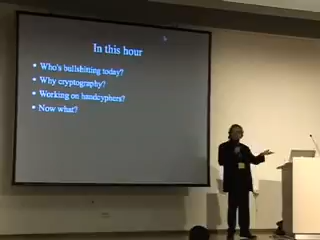 In this hour
• Who's bullshitting today?
• Why cryptography?
• Working on handcyphers?
• Now what?